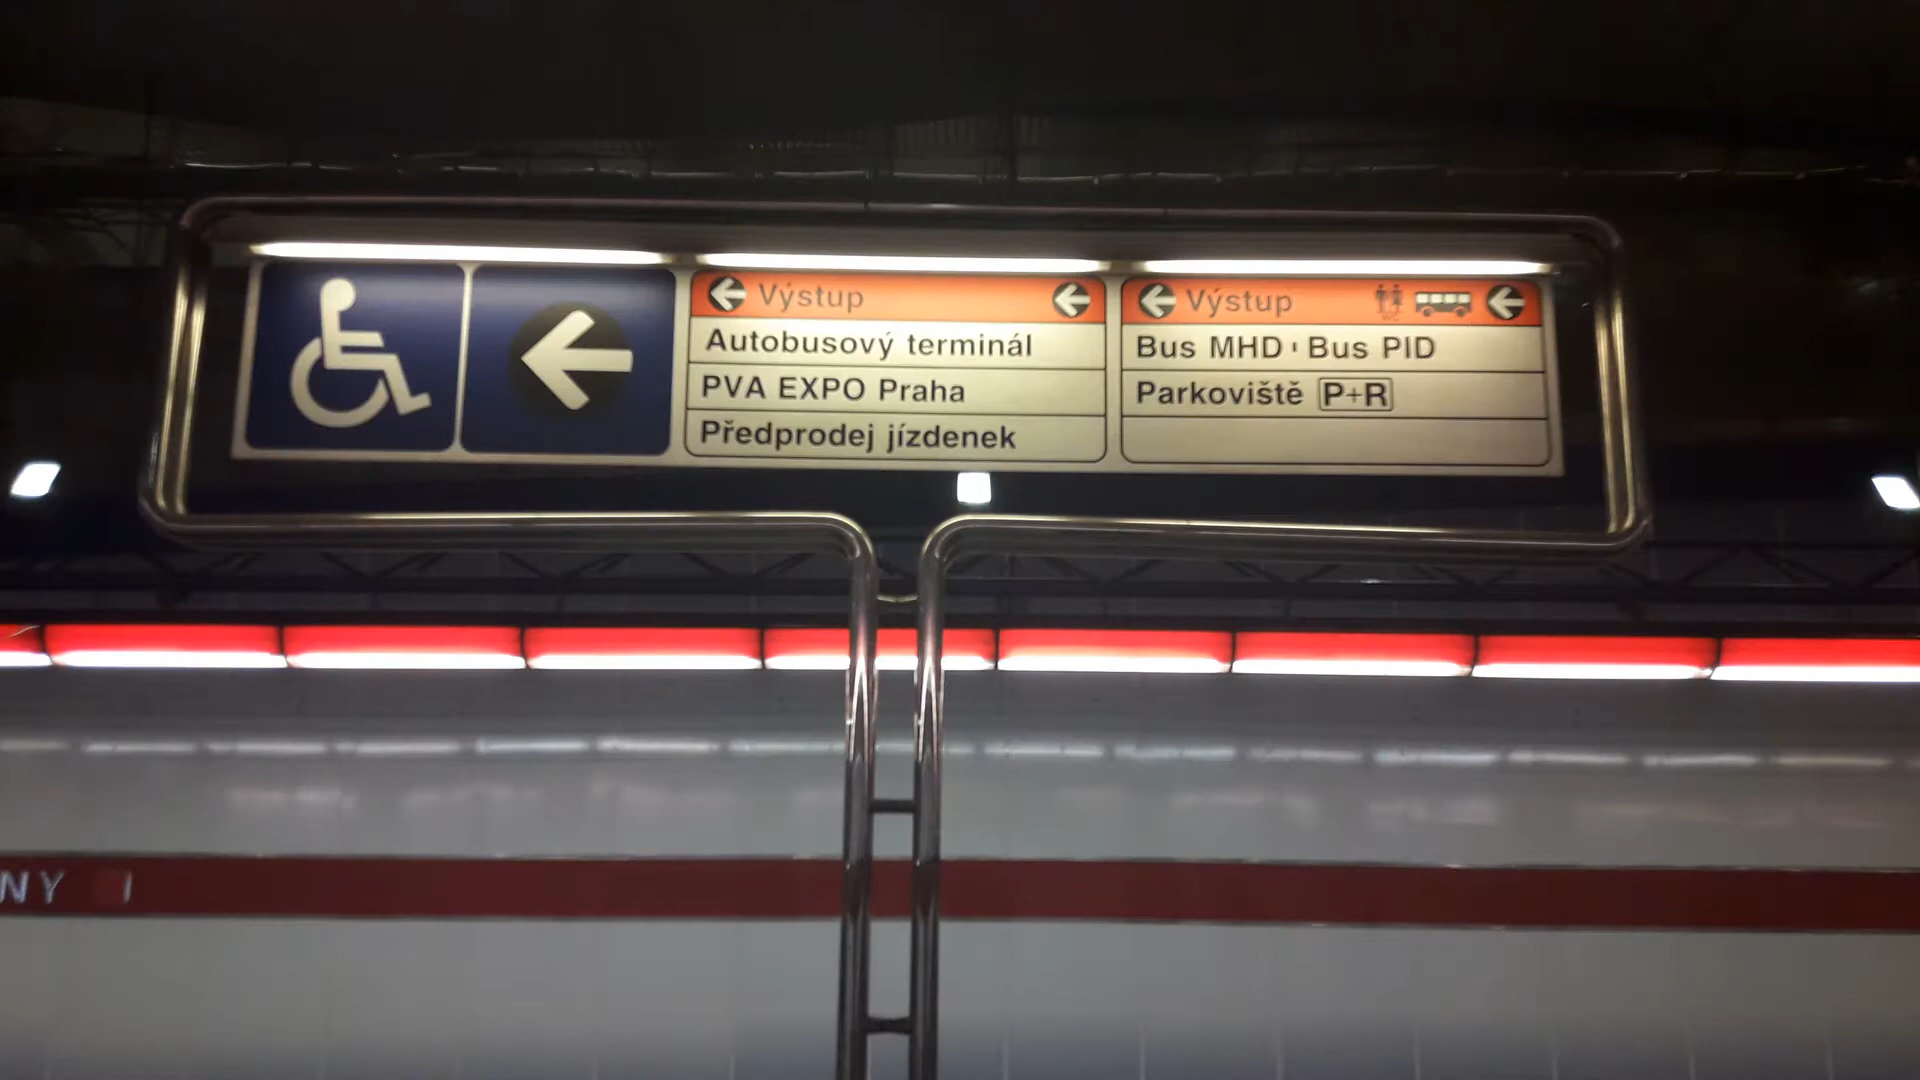 Výstup
Autobusový terminál
PVA EXPO Praha
Předprodej jízdenek
Výstup
Bus MHD Bus PID
Parkoviště P+R
NY